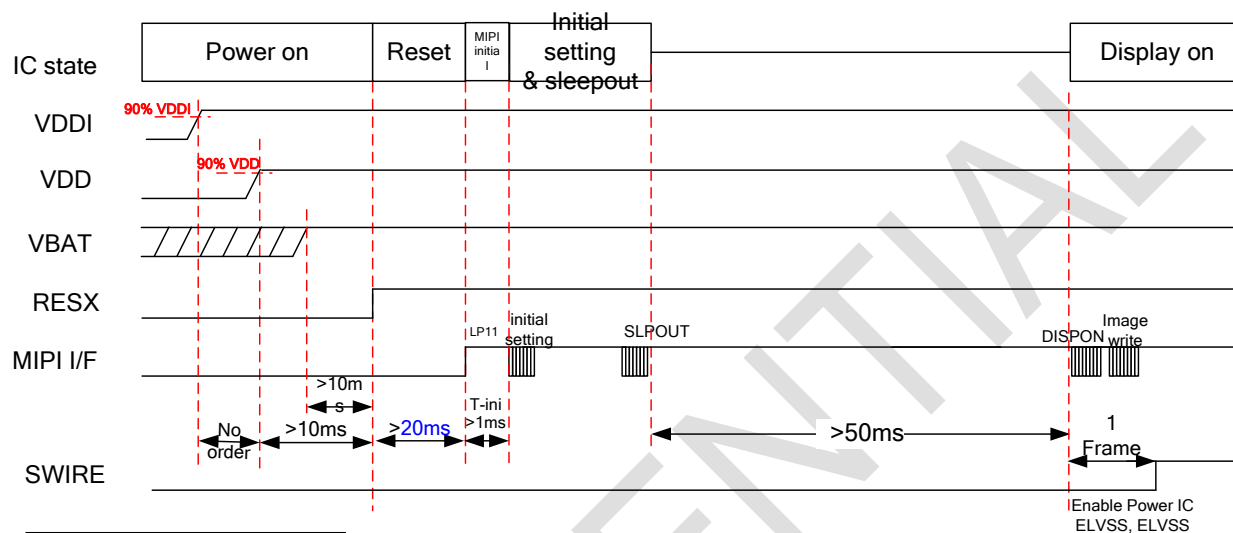 IC state
Power on
Reset
MIPI
initia
l
Initial
setting
& sleepout
Display on
VDDI
90% VDDI
VDD
90% VDD
VBAT
RESX
MIPI I/F
LP11
initial
setting
SLPOUT
DISPON
Image
write
>10m
s
No
order
>10ms
>20ms
T-ini
>1ms
>50ms
1
Frame
SWIRE
Enable Power IC
ELVSS, ELVSS
ENTIAL